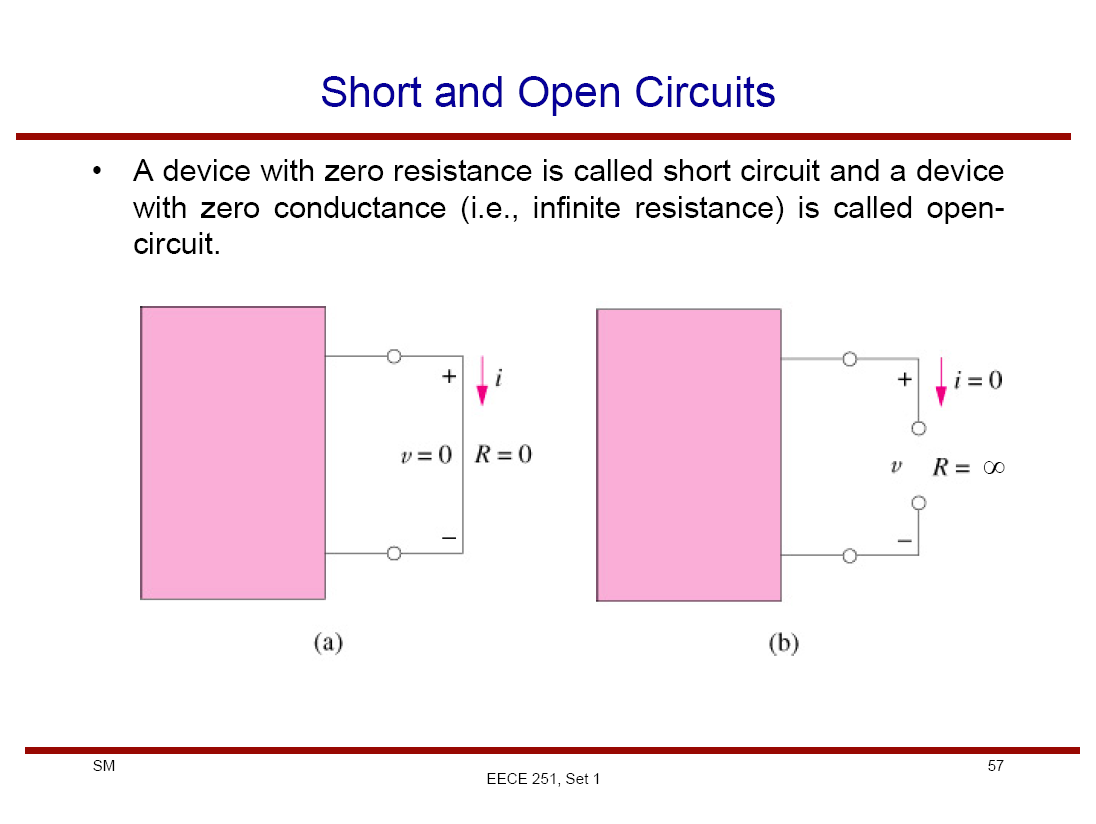 Short and Open Circuits
• A device with zero resistance is called short circuit and a device
with zero conductance (i.e., infinite resistance) is called open-
circuit.
+ i
v = 0 R = 0
–
(a)
+ i = 0
v R = ∞
–
(b)
SM
EECE 251, Set 1
57